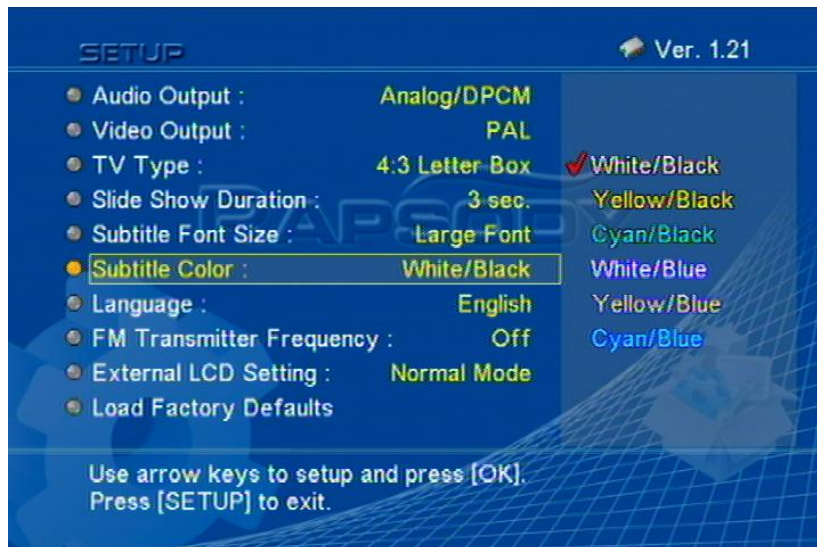 SETUP
Ver. 1.21
Audio Output : Analog/DPCM
Video Output : PAL
TV Type : 4:3 Letter Box
Slide Show Duration : 3 sec.
Subtitle Font Size : Large Font
Subtitle Color : White/Black
Language : English
FM Transmitter Frequency : Off
External LCD Setting : Normal Mode
Load Factory Defaults
White/Black
Yellow/Black
Cyan/Black
White/Blue
Yellow/Blue
Cyan/Blue
RAPSODY
Use arrow keys to setup and press [OK].
Press [SETUP] to exit.